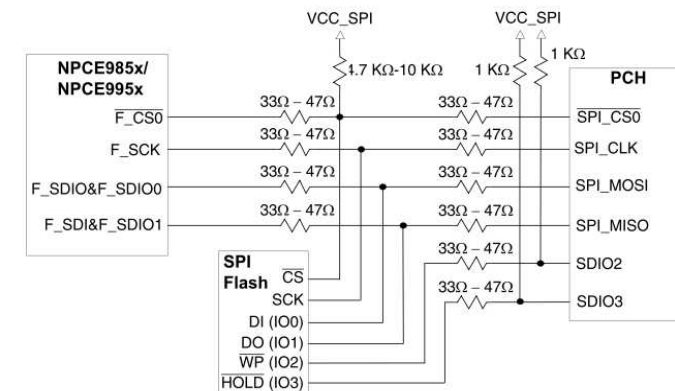 VCC_SPI
VCC_SPI
4.7 KΩ-10 KΩ
1 KΩ
1 KΩ
NPCE985x/
NPCE995x
PCH
33Ω – 47Ω
33Ω – 47Ω
F_CS0
SPI_CS0
33Ω – 47Ω
33Ω – 47Ω
F_SCK
SPI_CLK
33Ω – 47Ω
33Ω – 47Ω
F_SDIO&F_SDIO0
SPI_MOSI
33Ω – 47Ω
33Ω – 47Ω
F_SDI&F_SDIO1
SPI_MISO
33Ω – 47Ω
SDIO2
33Ω – 47Ω
SDIO3
SPI
Flash
CS
SCK
DI (IO0)
DO (IO1)
WP (IO2)
HOLD (IO3)